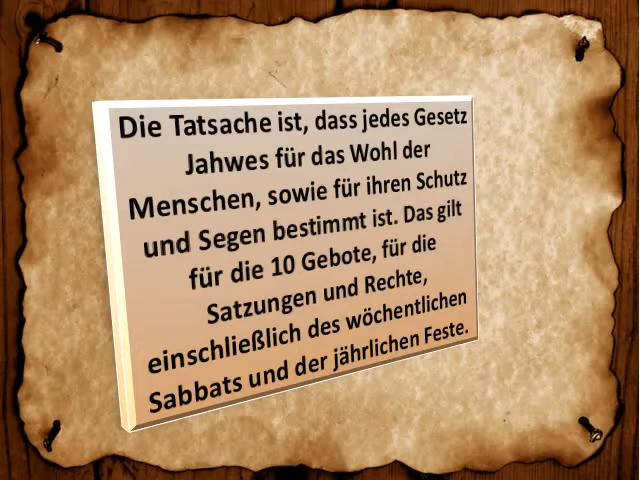 Die Tatsache ist, dass jedes Gesetz
Jahwes für das Wohl der
Menschen, sowie für ihren Schutz
und Segen bestimmt ist. Das gilt
für die 10 Gebote, für die
Satzungen und Rechte,
einschließlich des wöchentlichen
Sabbats und der jährlichen Feste.